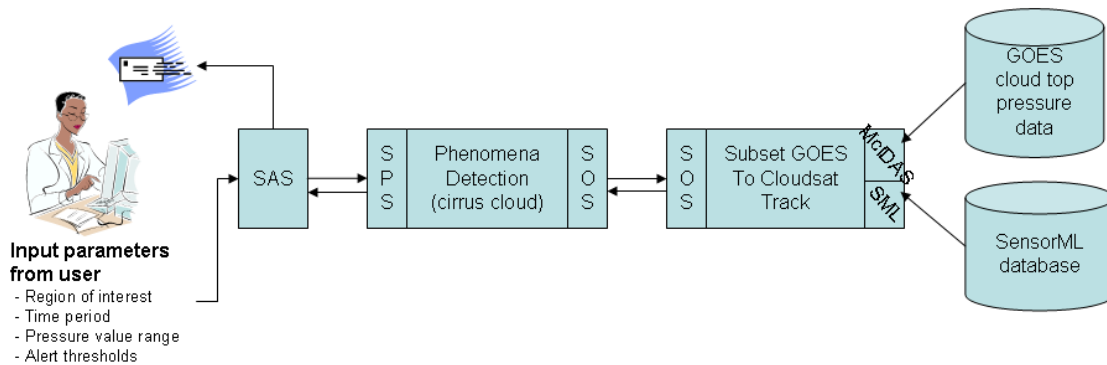 GOES
cloud top
pressure
data
SAS
S
P
S
Phenomena
Detection
(cirrus cloud)
S
O
S
S
O
S
Subset GOES
To Cloudsat
Track
McIDAS
SML
SensorML
database
Input parameters
from user
- Region of interest
- Time period
- Pressure value range
- Alert thresholds